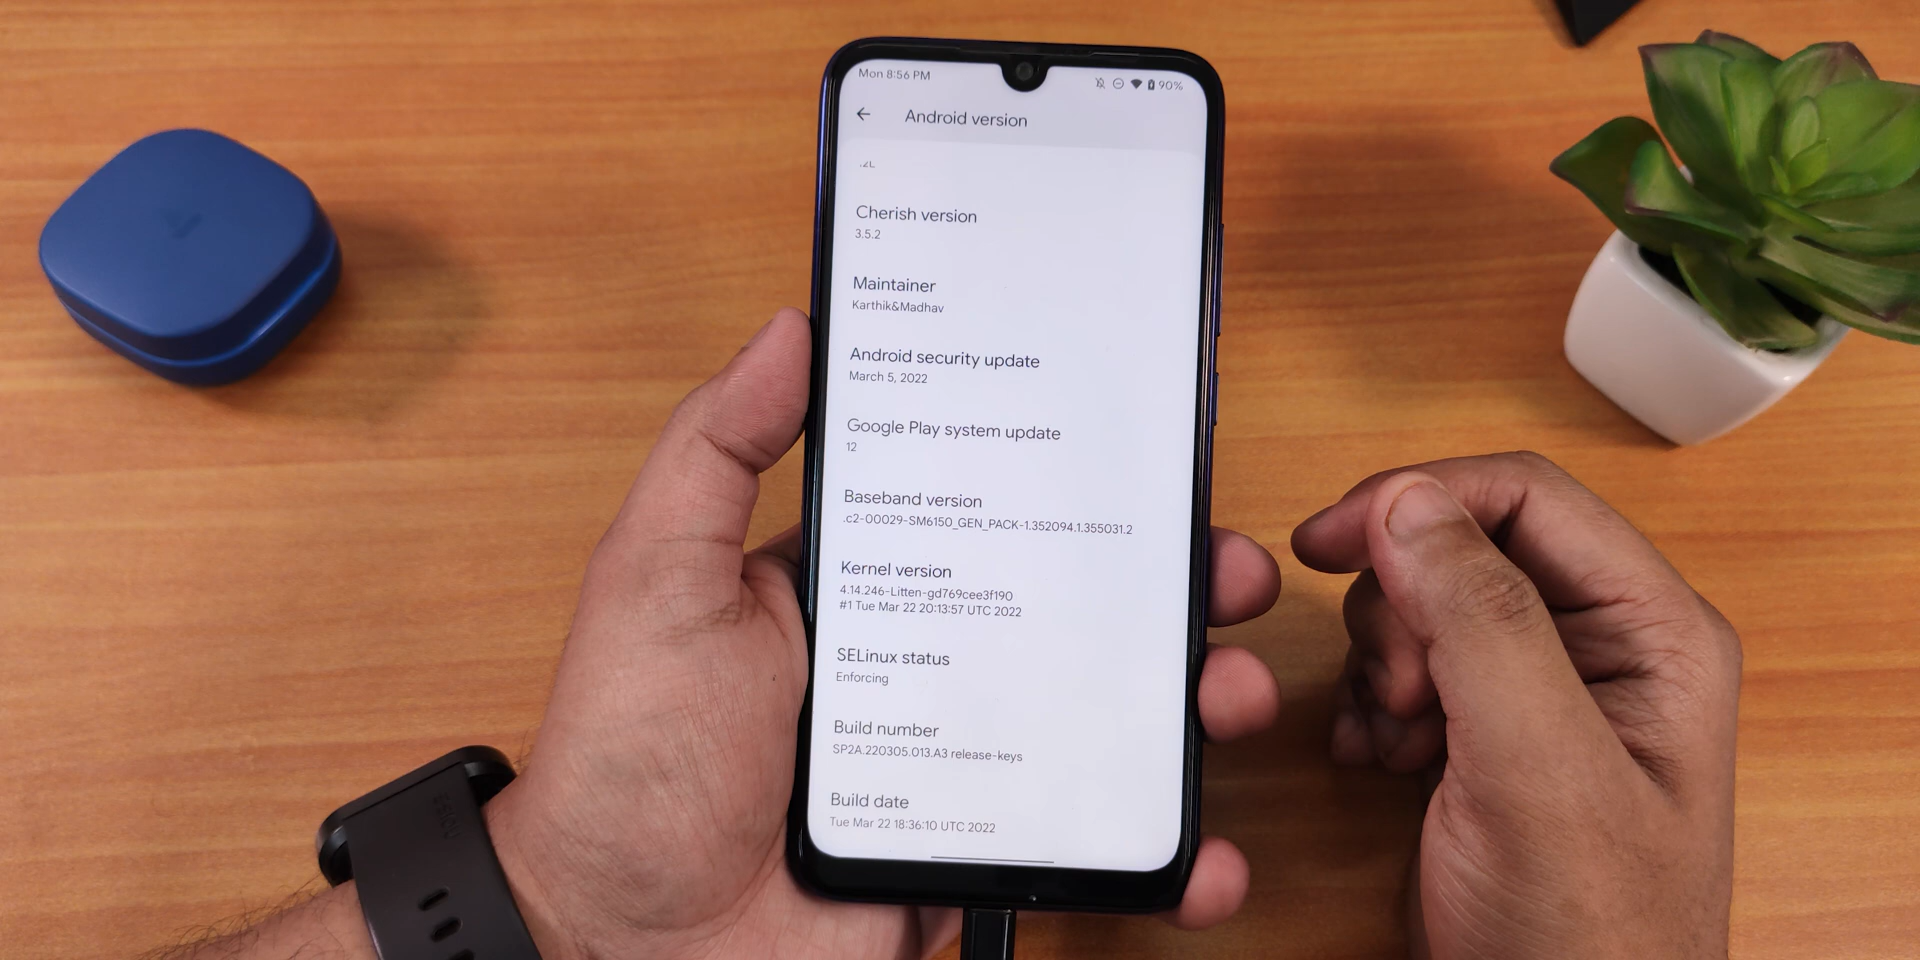 Mon 8:56 PM
90%
Android version
Cherish version
3.5.2
Maintainer
Karthik&Madhav
Android security update
March 5, 2022
Google Play system update
12
Baseband version
.c2-00029-SM6150_GEN_PACK-1.352094.1.355031.2
Kernel version
4.14.246-Litten-gd769cee3f190
#1 Tue Mar 22 20:13:57 UTC 2022
SELinux status
Enforcing
Build number
SP2A.220305.013.A3 release-keys
Build date
Tue Mar 22 18:36:10 UTC 2022